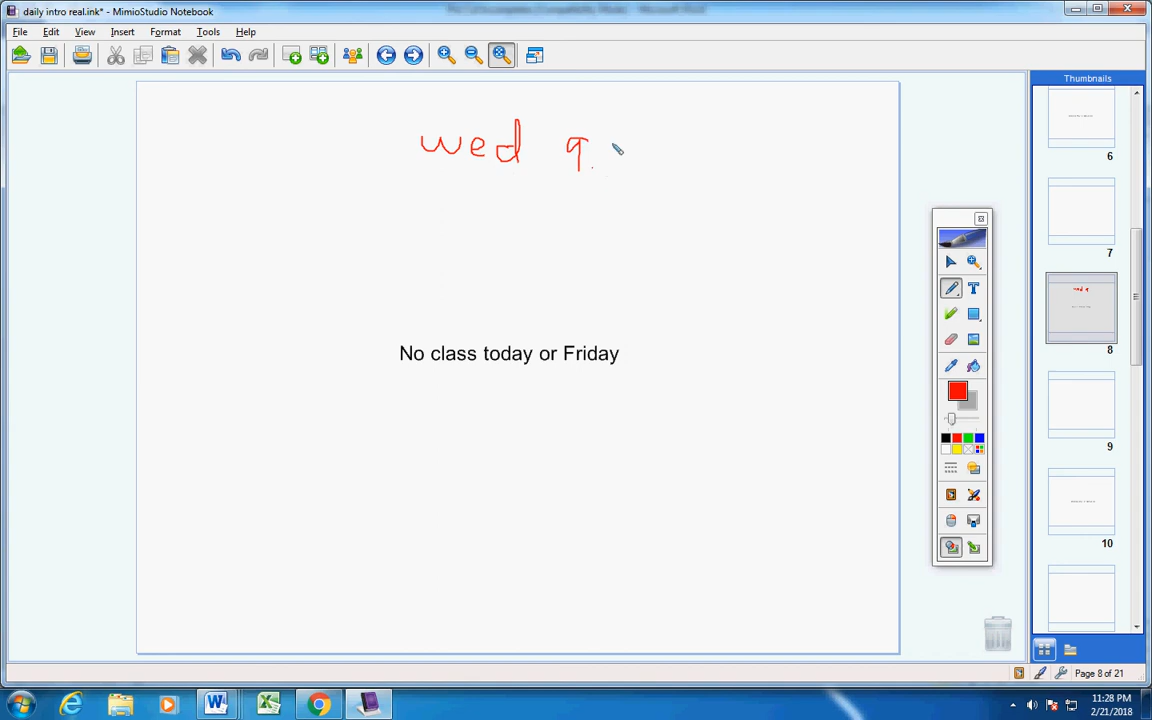 daily intro real.ink* - MimioStudio Notebook
File Edit View Insert Format Tools Help
Thumbnails
wed 9.
No class today or Friday
6
7
8
9
10
Page 8 of 21
11:28 PM
2/21/2018